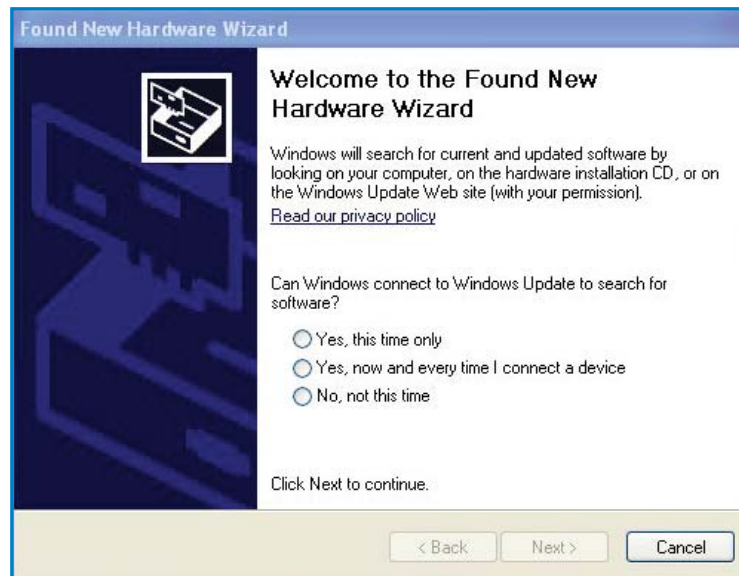 Found New Hardware Wizard
Welcome to the Found New
Hardware Wizard
Windows will search for current and updated software by
looking on your computer, on the hardware installation CD, or on
the Windows Update Web site (with your permission).
Read our privacy policy
Can Windows connect to Windows Update to search for
software?
Yes, this time only
Yes, now and every time I connect a device
No, not this time
Click Next to continue.
< Back Next > Cancel